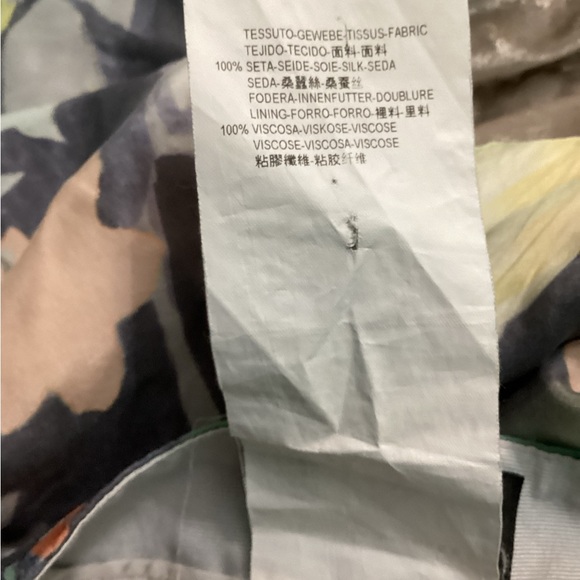 TESSUTO-GEWEBE-TISSUS-FABRIC
TEJIDO-TECIDO-面料-面料
100% SETA-SEIDE-SOIE-SILK-SEDA
SEDA-桑蠶絲-桑蚕丝
FODERA-INNENFUTTER-DOUBLURE
LINING-FORRO-FORRO-裡料-里料
100% VISCOSA-VISKOSE-VISCOSE
VISCOSE-VISCOSA-VISCOSE
粘膠纖維-粘胶纤维